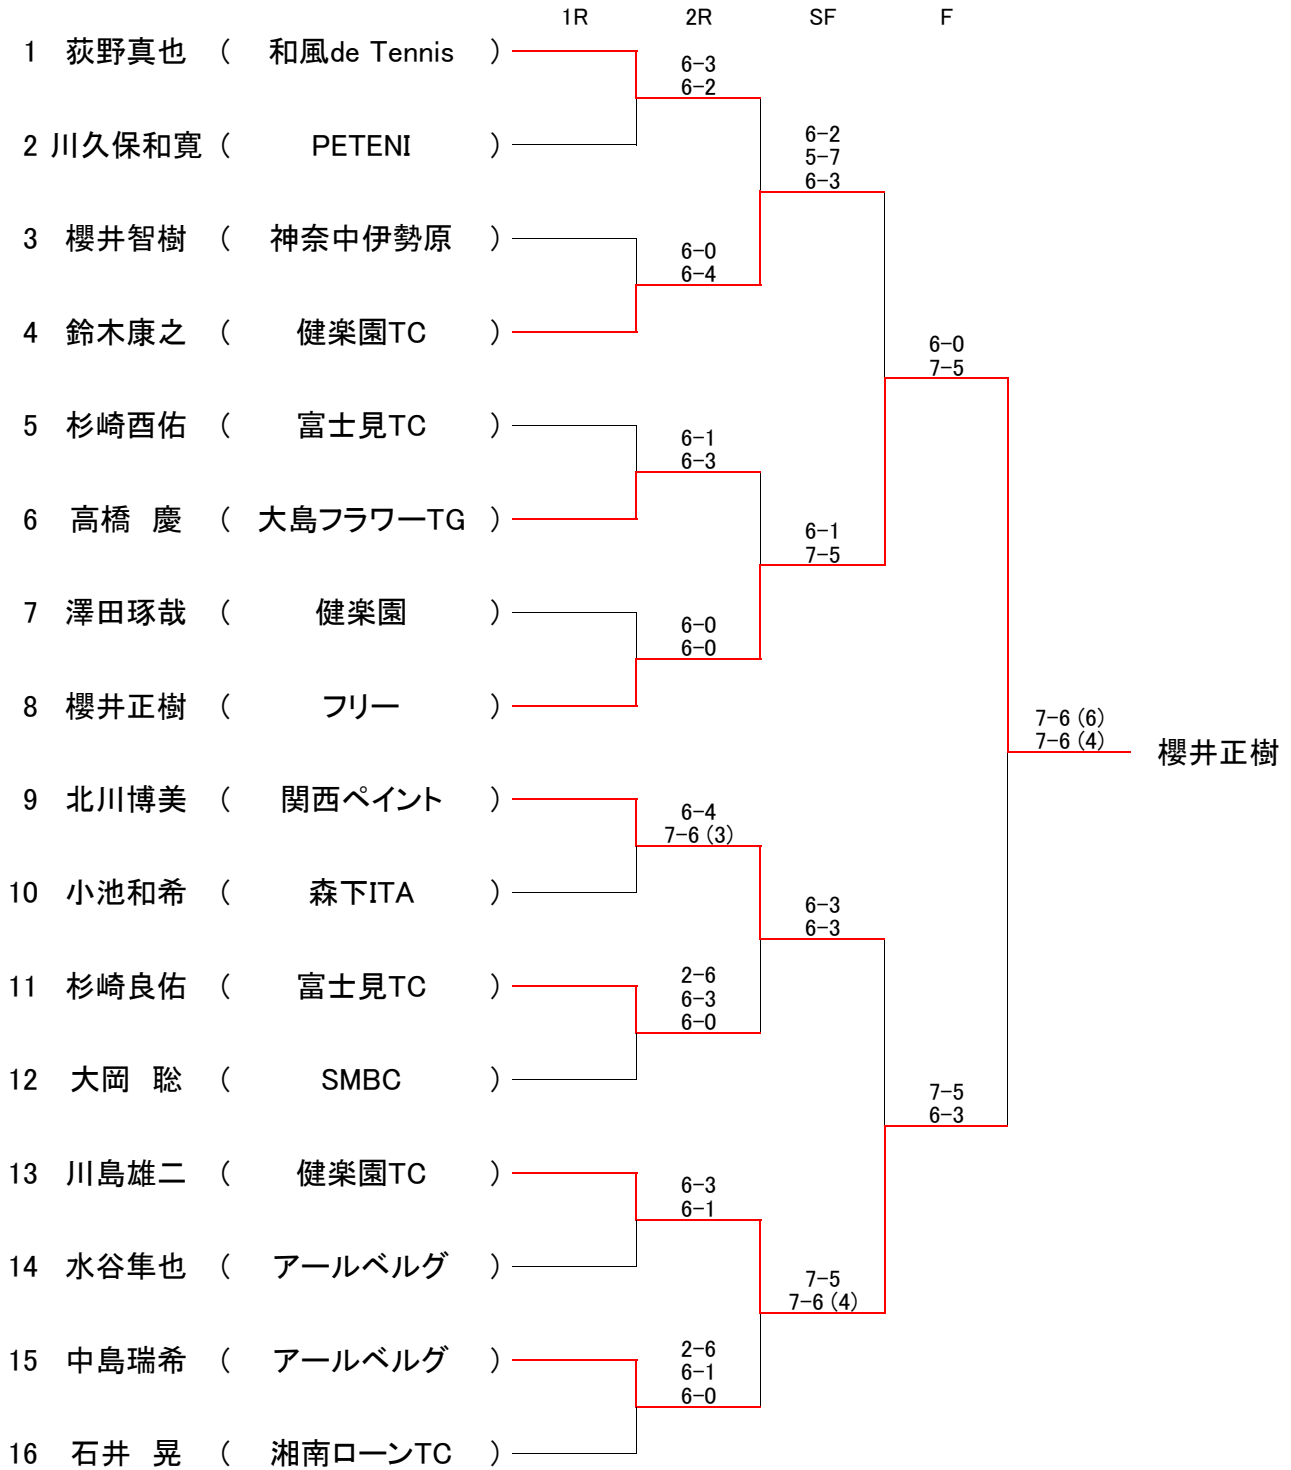 1R 2R SF F
1 荻野真也 ( 和風de Tennis )
6-3
6-2
2 川久保和寛 ( PETENI )
6-2
5-7
6-3
3 櫻井智樹 ( 神奈中伊勢原 )
6-0
6-4
4 鈴木康之 ( 健楽園TC )
6-0
7-5
5 杉崎酉佑 ( 富士見TC )
6-1
6-3
6 高橋 慶 ( 大島フラワーTG )
6-1
7-5
7 澤田琢哉 ( 健楽園 )
6-0
6-0
8 櫻井正樹 ( フリー )
7-6 (6)
7-6 (4)
櫻井正樹
9 北川博美 ( 関西ペイント )
6-4
7-6 (3)
10 小池和希 ( 森下ITA )
6-3
6-3
11 杉崎良佑 ( 富士見TC )
2-6
6-3
6-0
12 大岡 聡 ( SMBC )
7-5
6-3
13 川島雄二 ( 健楽園TC )
6-3
6-1
14 水谷隼也 ( アールベルグ )
7-5
7-6 (4)
15 中島瑞希 ( アールベルグ )
2-6
6-1
6-0
16 石井 晃 ( 湘南ローンTC )